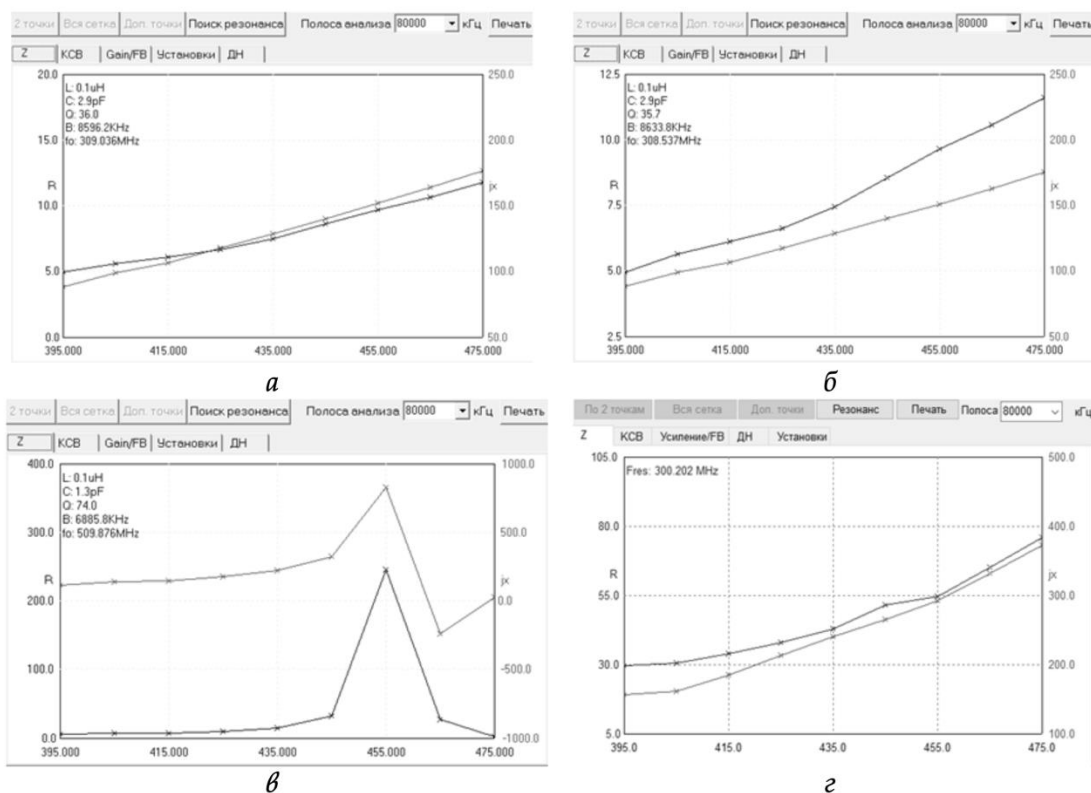 2 точки Вся сетка Доп. точки Поиск резонанса Полоса анализа 80000 кГц Печать
Z КСВ Gain/FB Установки ДН
20.0 250.0
L: 0.1uH
C: 2.9pF
Q: 36.0
B: 8596.2KHz
fo: 309.036MHz
15.0 200.0
R jx
10.0 150.0
5.0 100.0
0.0 50.0
395.000 415.000 435.000 455.000 475.000
а
2 точки Вся сетка Доп. точки Поиск резонанса Полоса анализа 80000 кГц Печать
Z КСВ Gain/FB Установки ДН
12.5 250.0
L: 0.1uH
C: 2.9pF
Q: 35.7
B: 8633.8KHz
fo: 308.537MHz
10.0 200.0
R jx
7.5 150.0
5.0 100.0
2.5 50.0
395.000 415.000 435.000 455.000 475.000
б
2 точки Вся сетка Доп. точки Поиск резонанса Полоса анализа 80000 кГц Печать
Z КСВ Gain/FB Установки ДН
400.0 1000.0
L: 0.1uH
C: 1.3pF
Q: 74.0
B: 6885.8KHz
fo: 509.876MHz
300.0 500.0
R jx
200.0 0.0
100.0 -500.0
0.0 -1000.0
395.000 415.000 435.000 455.000 475.000
в
По 2 точкам Вся сетка Доп. точки Резонанс Печать Полоса 80000 кГц
Z КСВ Усиление/FB ДН Установки
105.0 500.0
Fres: 300.202 MHz
80.0 400.0
R jx
55.0 300.0
30.0 200.0
5.0 100.0
395.0 415.0 435.0 455.0 475.0
г